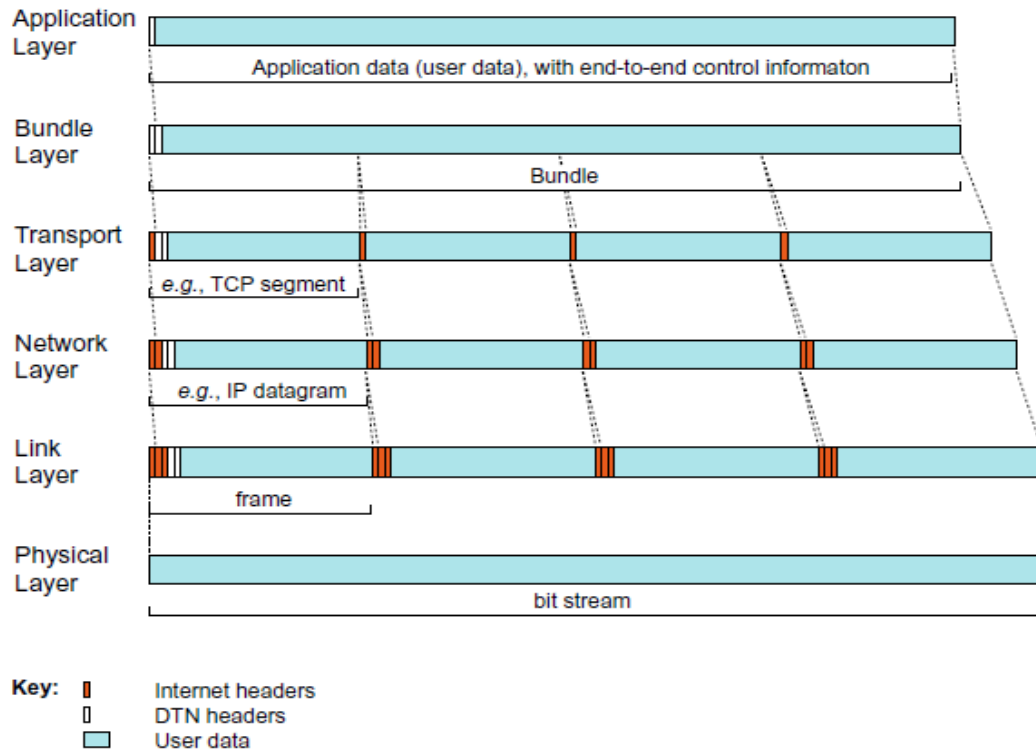 Application
Layer
Application data (user data), with end-to-end control informaton
Bundle
Layer
Bundle
Transport
Layer
e.g., TCP segment
Network
Layer
e.g., IP datagram
Link
Layer
frame
Physical
Layer
bit stream
Key:
Internet headers
DTN headers
User data